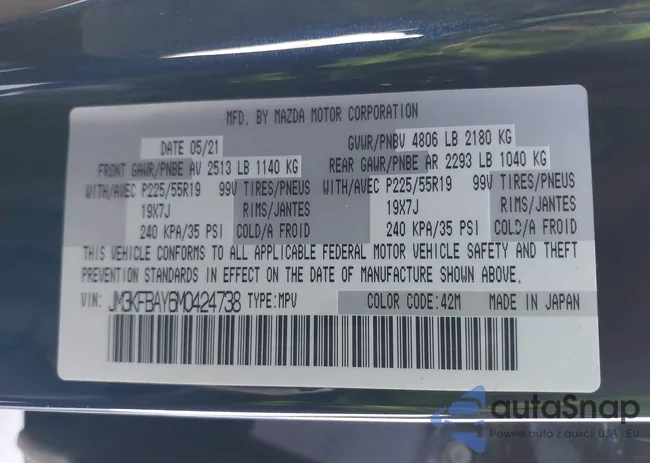 MFD. BY MAZDA MOTOR CORPORATION
DATE 05/21 GVWR/PNBV 4806 LB 2180 KG
FRONT GAWR/PNBE AV 2513 LB 1140 KG REAR GAWR/PNBE AR 2293 LB 1040 KG
WITH/AVEC P225/55R19 99V TIRES/PNEUS WITH/AVEC P225/55R19 99V TIRES/PNEUS
19X7J RIMS/JANTES 19X7J RIMS/JANTES
240 KPA/35 PSI COLD/A FROID 240 KPA/35 PSI COLD/A FROID
THIS VEHICLE CONFORMS TO ALL APPLICABLE FEDERAL MOTOR VEHICLE SAFETY AND THEFT
PREVENTION STANDARDS IN EFFECT ON THE DATE OF MANUFACTURE SHOWN ABOVE.
VIN: JM3KFBAY6M0424738 TYPE:MPV COLOR CODE:42M MADE IN JAPAN
autoSnap
Pewne auta z aukcji USA - EU